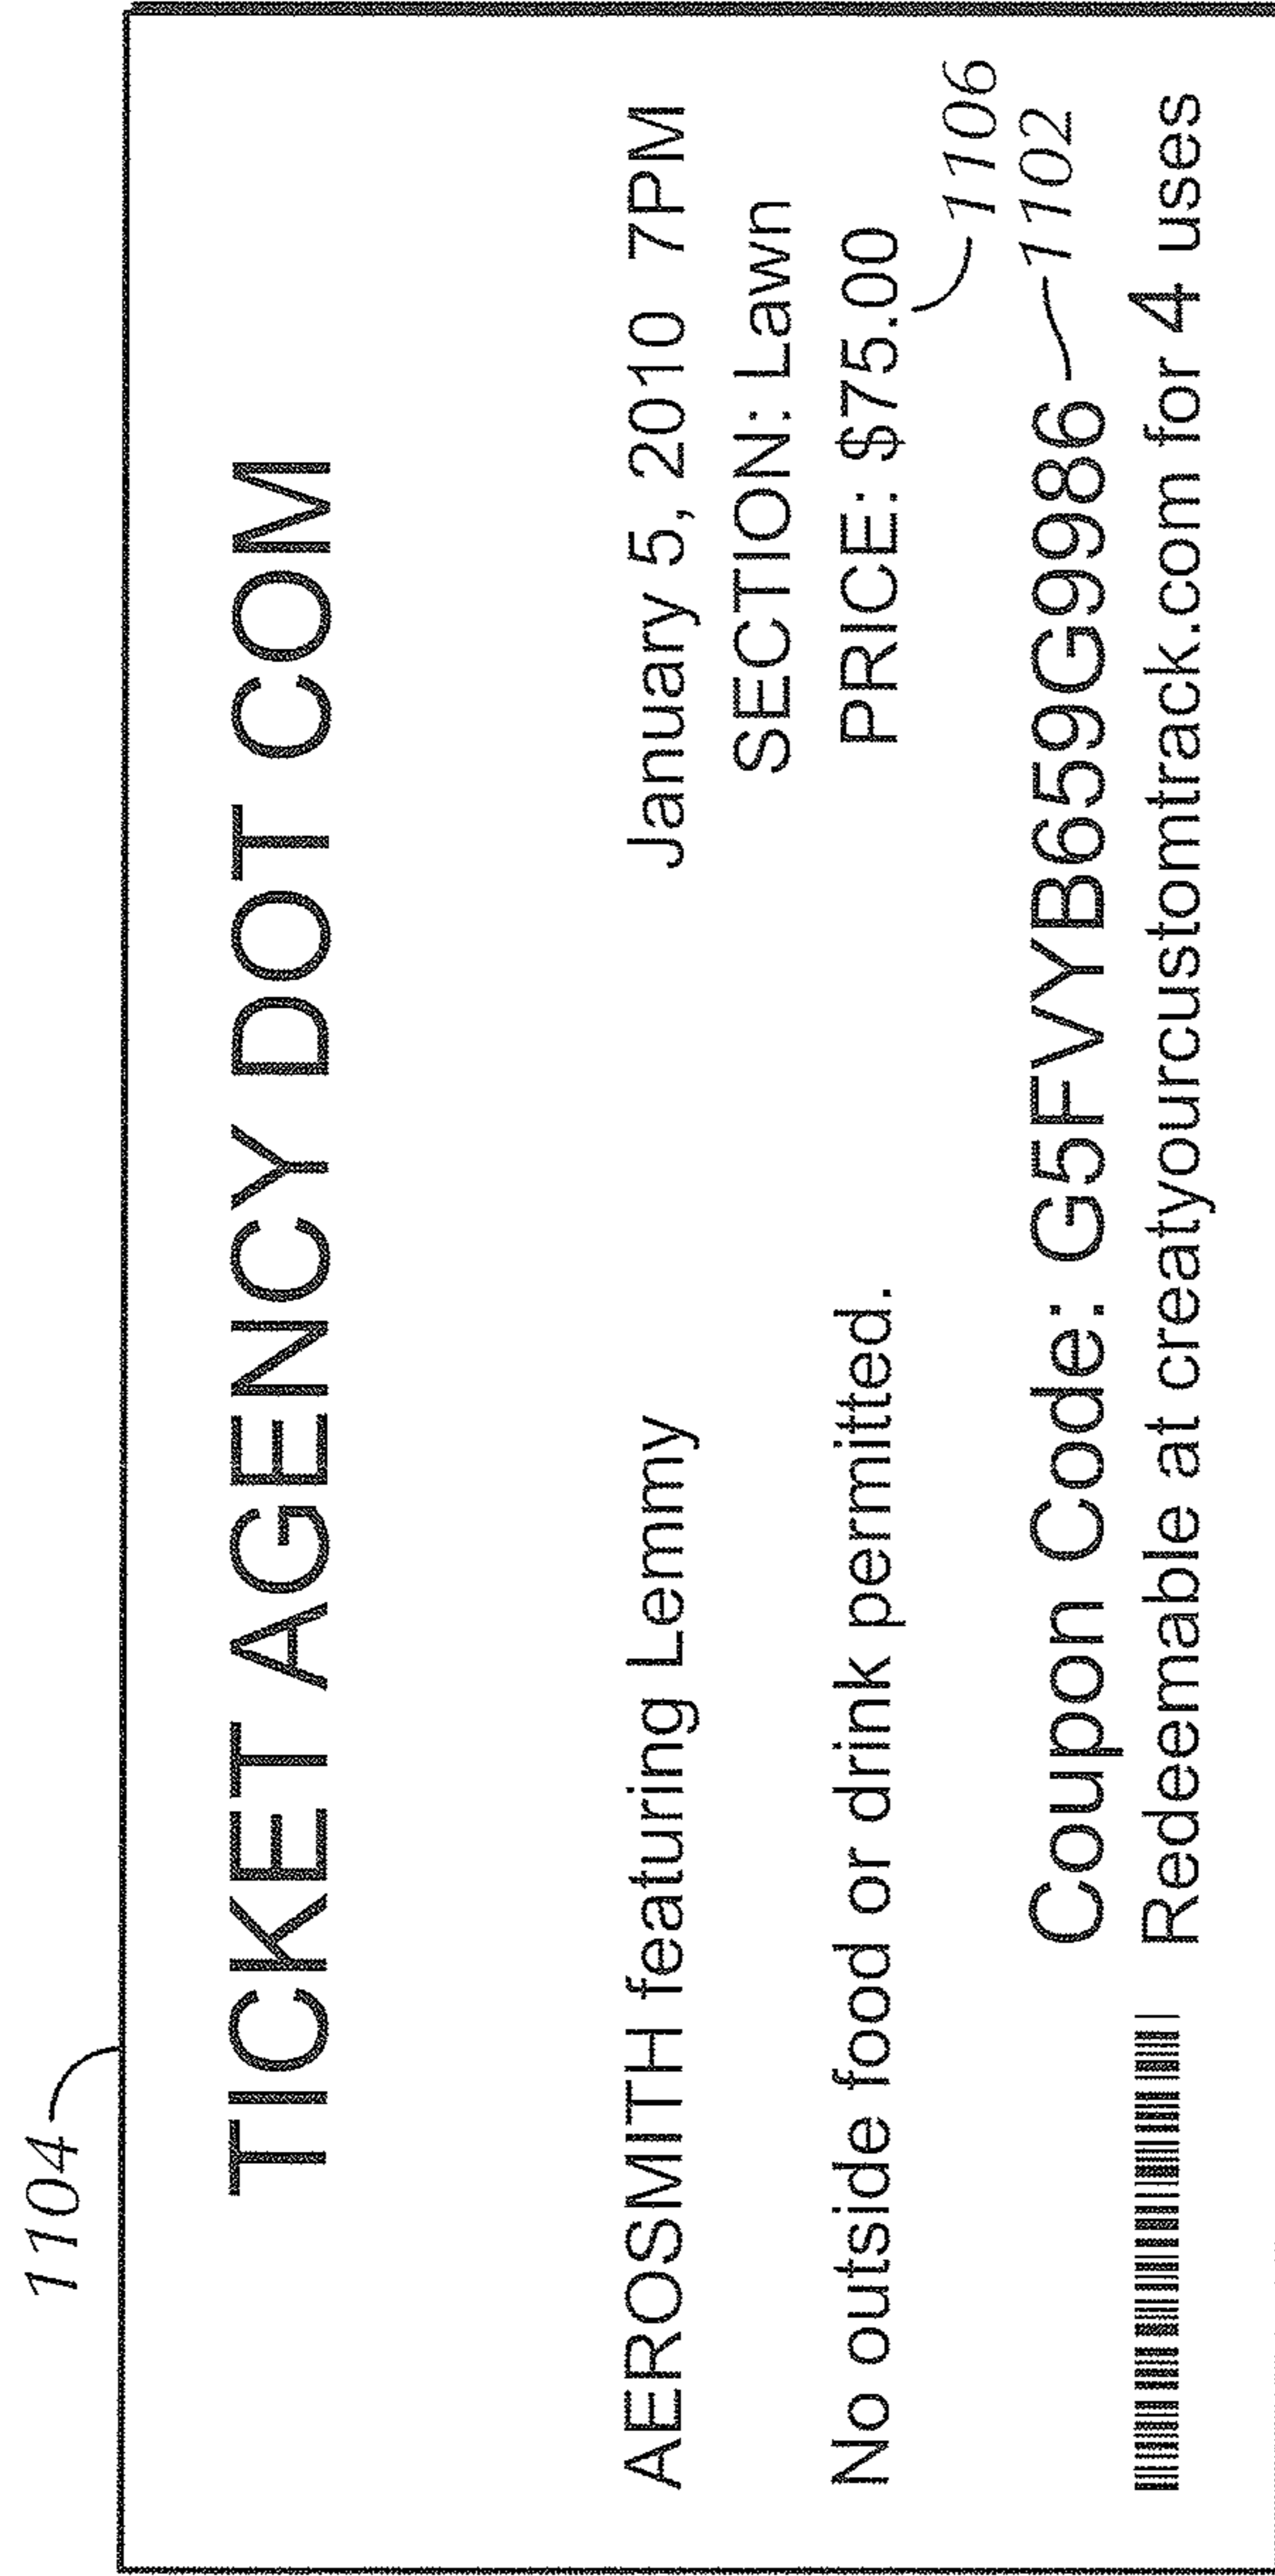 1104
TICKET AGENCY DOT COM
AEROSMITH featuring Lemmy
January 5, 2010 7PM
SECTION: Lawn
No outside food or drink permitted.
PRICE: $75.00
1106
Coupon Code: G5FVYB659G9986
1102
Redeemable at creatyourcustomtrack.com for 4 uses